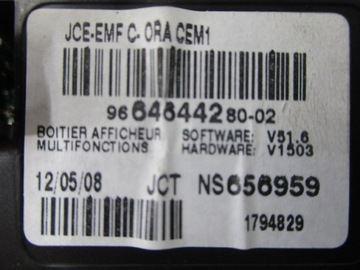 JCE-EMF C- ORA CEM1
96 646442 80-02
BOITIER AFFICHEUR SOFTWARE: V51.6
MULTIFONCTIONS HARDWARE: V1503
12/05/08 JCT NS656959
1794829